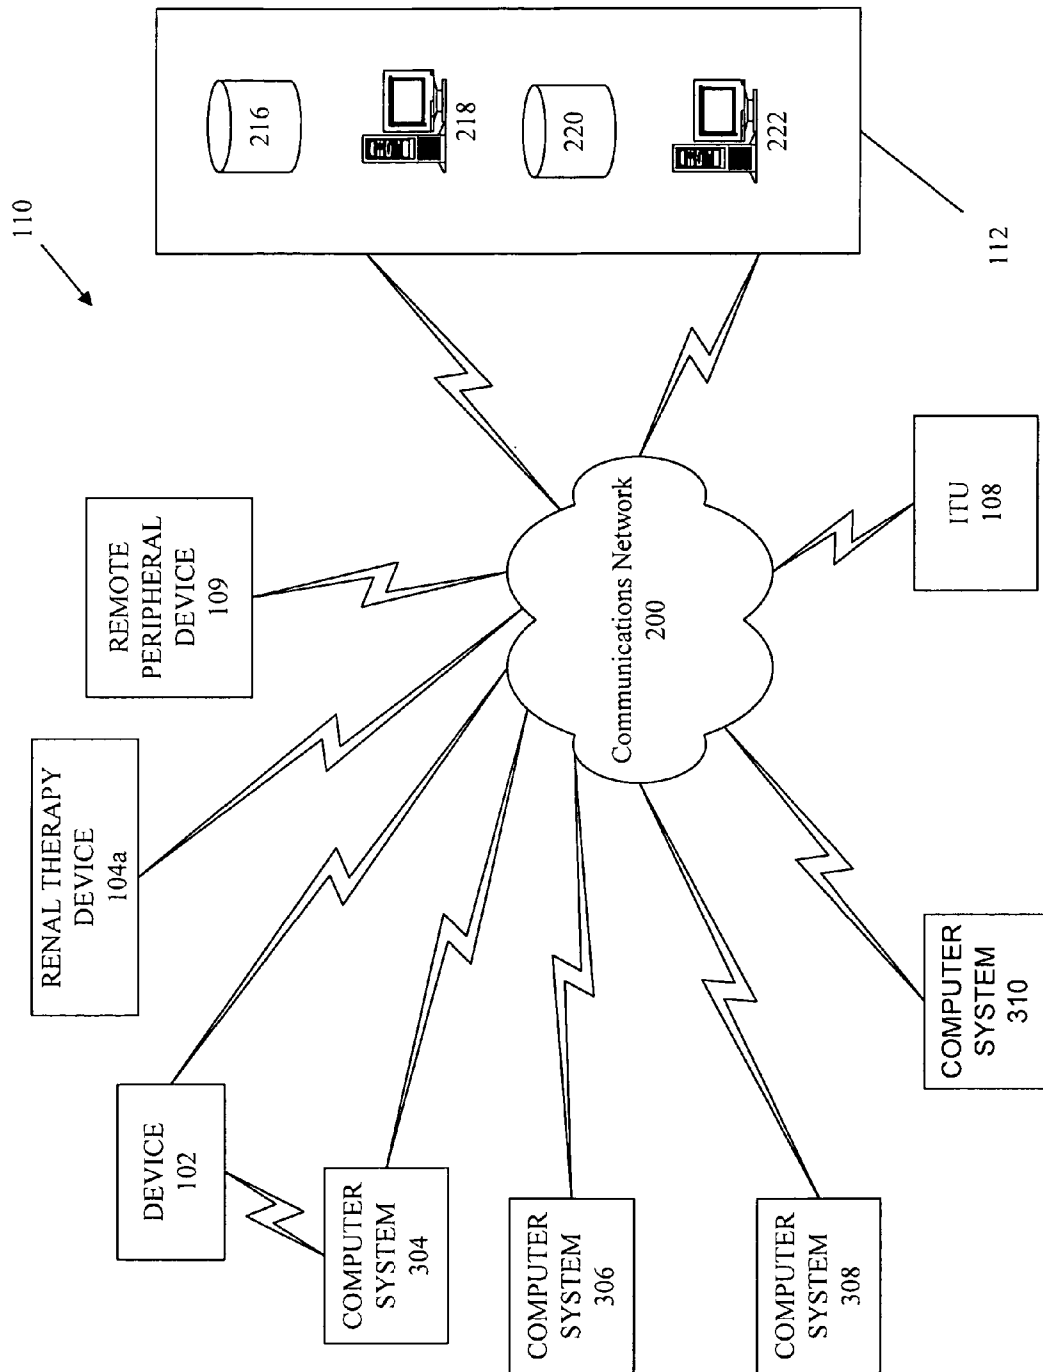 110
DEVICE
102
RENAL THERAPY
DEVICE
104a
REMOTE
PERIPHERAL
DEVICE
109
216
218
220
222
112
COMPUTER
SYSTEM
304
COMPUTER
SYSTEM
306
COMPUTER
SYSTEM
308
COMPUTER
SYSTEM
310
Communications Network
200
ITU
108